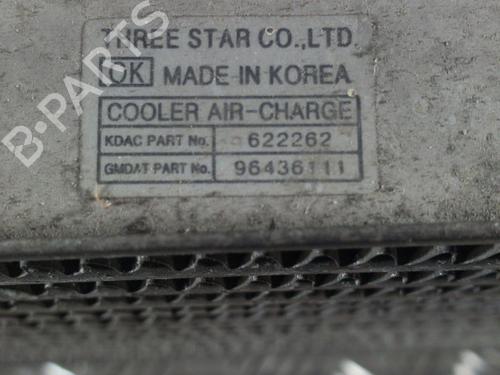 THREE STAR CO.,LTD.
OK MADE IN KOREA
COOLER AIR-CHARGE
KDAC PART No. 622262
GMDAT PART No. 96436111
B-PARTS